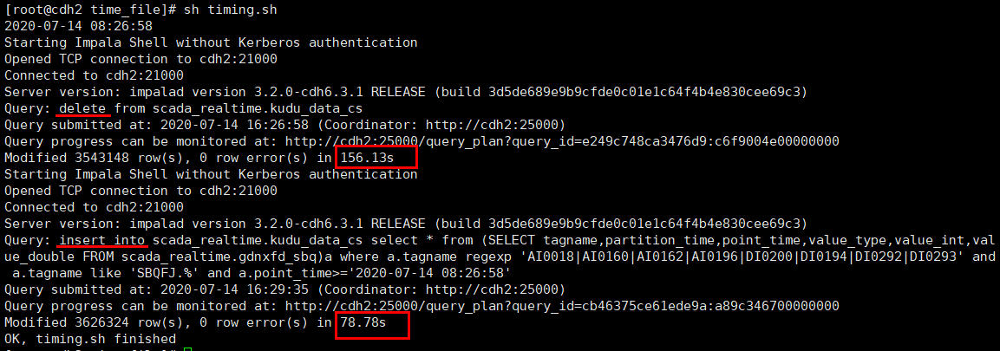 [root@cdh2 time_file]# sh timing.sh
2020-07-14 08:26:58
Starting Impala Shell without Kerberos authentication
Opened TCP connection to cdh2:21000
Connected to cdh2:21000
Server version: impalad version 3.2.0-cdh6.3.1 RELEASE (build 3d5de689e9b9cfde0c01e1c64f4b4e830cee69c3)
Query: delete from scada_realtime.kudu_data_cs
Query submitted at: 2020-07-14 16:26:58 (Coordinator: http://cdh2:25000)
Query progress can be monitored at: http://cdh2:25000/query_plan?query_id=e249c748ca3476d9:c6f9004e00000000
Modified 3543148 row(s), 0 row error(s) in 156.13s
Starting Impala Shell without Kerberos authentication
Opened TCP connection to cdh2:21000
Connected to cdh2:21000
Server version: impalad version 3.2.0-cdh6.3.1 RELEASE (build 3d5de689e9b9cfde0c01e1c64f4b4e830cee69c3)
Query: insert into scada_realtime.kudu_data_cs select * from (SELECT tagname,partition_time,point_time,value_type,value_int,val
ue_double FROM scada_realtime.gdnxfd_sbq)a where a.tagname regexp 'AI0018|AI0160|AI0162|AI0196|DI0200|DI0194|DI0292|DI0293' and
a.tagname like 'SBQFJ.%' and a.point_time>='2020-07-14 08:26:58'
Query submitted at: 2020-07-14 16:29:35 (Coordinator: http://cdh2:25000)
Query progress can be monitored at: http://cdh2:25000/query_plan?query_id=cb46375ce61ede9a:a89c346700000000
Modified 3626324 row(s), 0 row error(s) in 78.78s
OK, timing.sh finished